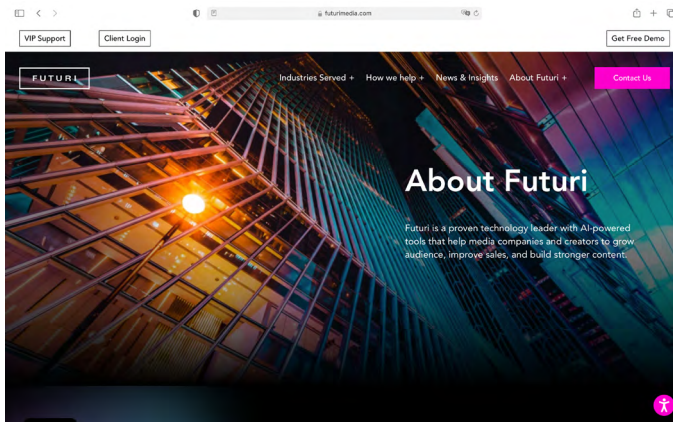 futurimedia.com
VIP Support
Client Login
Get Free Demo
FUTURI
Industries Served +
How we help +
News & Insights
About Futuri +
Contact Us
About Futuri
Futuri is a proven technology leader with AI-powered
tools that help media companies and creators to grow
audience, improve sales, and build stronger content.